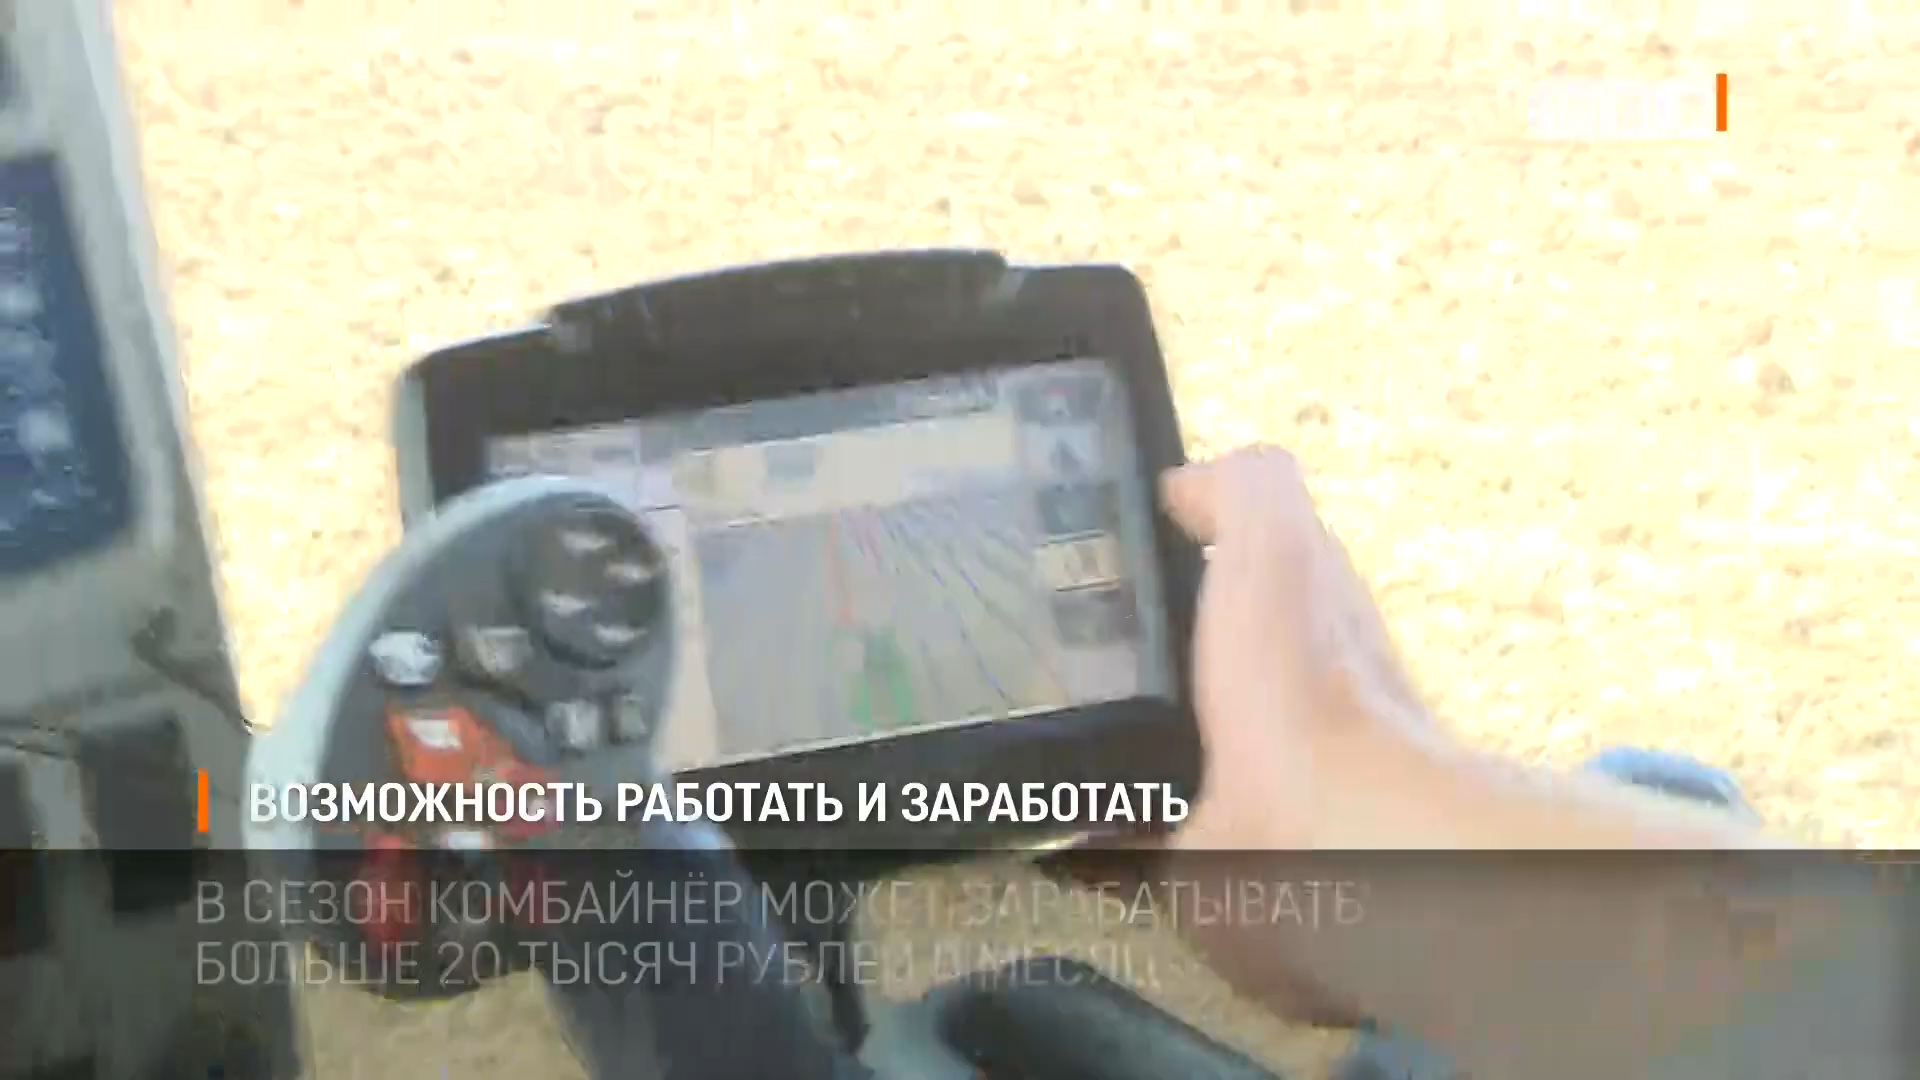 ВОЗМОЖНОСТЬ РАБОТАТЬ И ЗАРАБОТАТЬ
В СЕЗОН КОМБАЙНЁР МОЖЕТ ЗАРАБАТЫВАТЬ
БОЛЬШЕ 20 ТЫСЯЧ РУБЛЕЙ В МЕСЯЦ